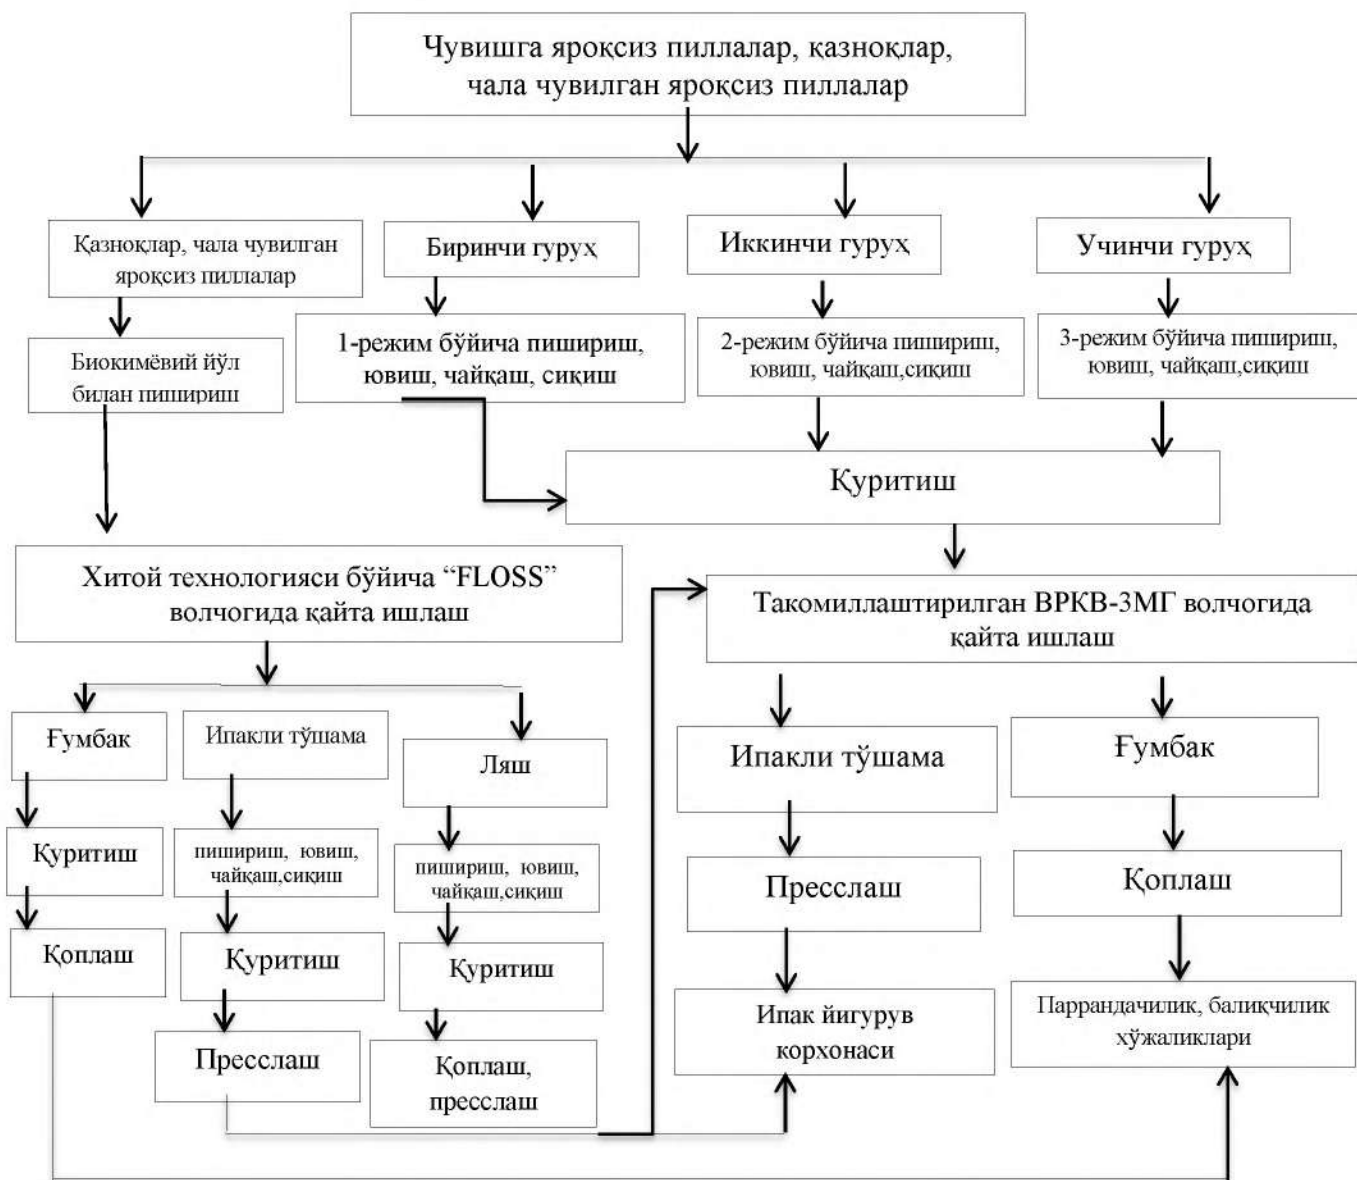 Чувишга яроқсиз пиллалар, қазноқлар,
чала чувилган яроқсиз пиллалар
Қазноқлар, чала чувилган
яроқсиз пиллалар
Биринчи гуруҳ
Иккинчи гуруҳ
Учинчи гуруҳ
Биокимёвий йўл
билан пишириш
1-режим бўйича пишириш,
ювиш, чайқаш, сиқиш
2-режим бўйича пишириш,
ювиш, чайқаш,сиқиш
3-режим бўйича пишириш,
ювиш, чайқаш,сиқиш
Қуритиш
Хитой технологияси бўйича “FLOSS”
волчогида қайта ишлаш
Такомиллаштирилган ВРКВ-3МГ волчогида
қайта ишлаш
Ғумбак
Ипакли тўшама
Ляш
Ипакли тўшама
Ғумбак
Қуритиш
пишириш, ювиш,
чайқаш,сиқиш
пишириш, ювиш,
чайқаш,сиқиш
Пресслаш
Қоплаш
Қоплаш
Қуритиш
Қуритиш
Ипак йигурув
корхонаси
Паррандачилик, балиқчилик
хўжаликлари
Пресслаш
Қоплаш,
пресслаш